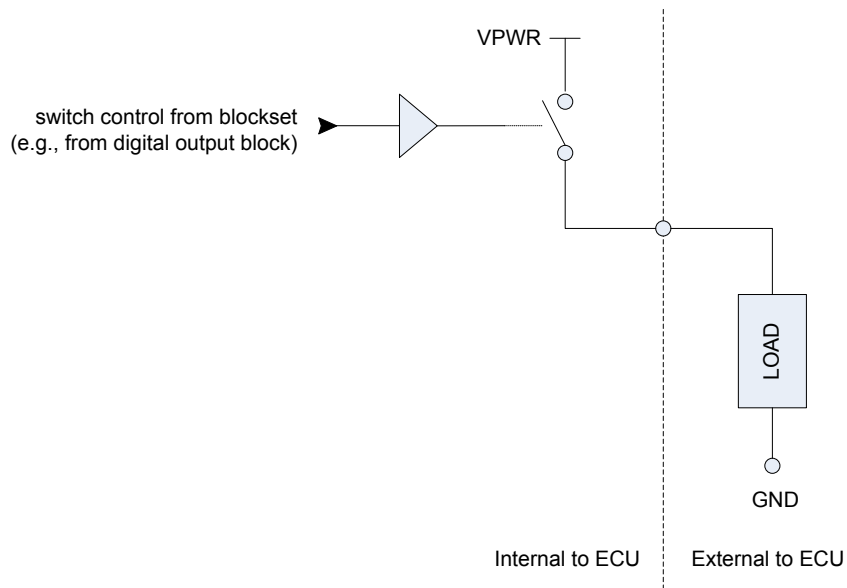 VPWR
switch control from blockset
(e.g., from digital output block)
LOAD
GND
Internal to ECU
External to ECU